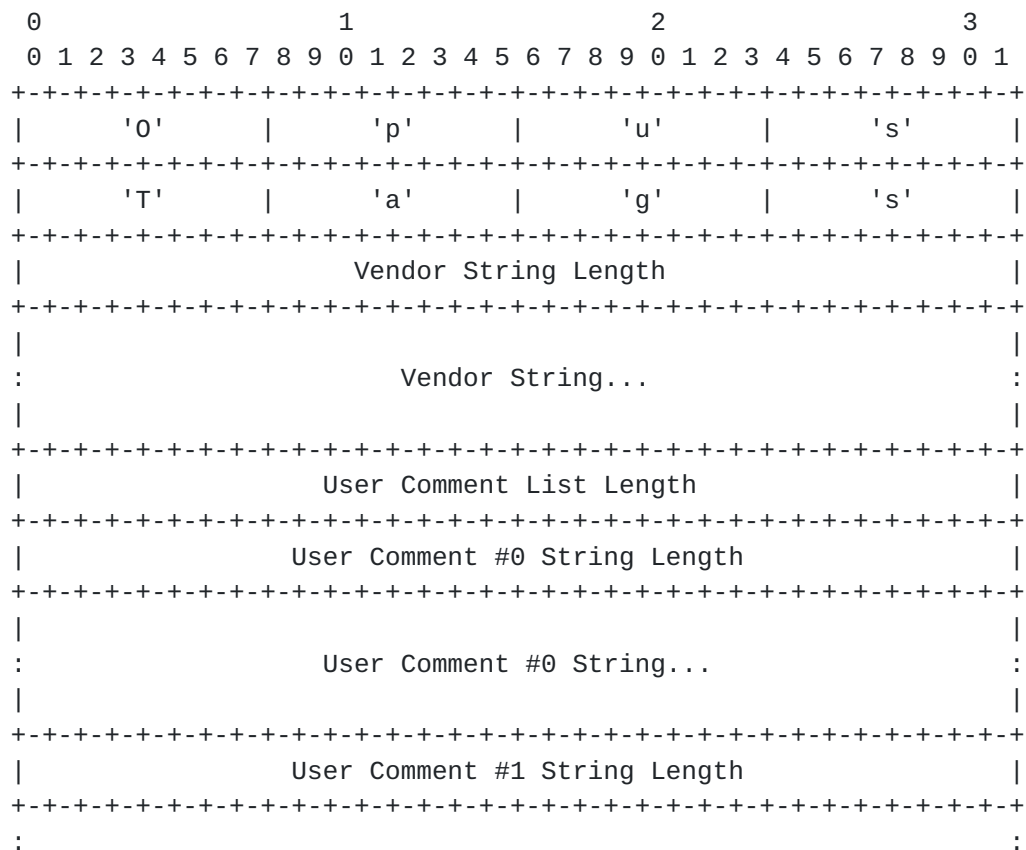 0                   1                   2                   3
 0 1 2 3 4 5 6 7 8 9 0 1 2 3 4 5 6 7 8 9 0 1 2 3 4 5 6 7 8 9 0 1
+-+-+-+-+-+-+-+-+-+-+-+-+-+-+-+-+-+-+-+-+-+-+-+-+-+-+-+-+-+-+-+-+
|      'O'      |      'p'      |      'u'      |      's'      |
+-+-+-+-+-+-+-+-+-+-+-+-+-+-+-+-+-+-+-+-+-+-+-+-+-+-+-+-+-+-+-+-+
|      'T'      |      'a'      |      'g'      |      's'      |
+-+-+-+-+-+-+-+-+-+-+-+-+-+-+-+-+-+-+-+-+-+-+-+-+-+-+-+-+-+-+-+-+
|                     Vendor String Length                      |
+-+-+-+-+-+-+-+-+-+-+-+-+-+-+-+-+-+-+-+-+-+-+-+-+-+-+-+-+-+-+-+-+
|                                                               |
:                        Vendor String...                       :
|                                                               |
+-+-+-+-+-+-+-+-+-+-+-+-+-+-+-+-+-+-+-+-+-+-+-+-+-+-+-+-+-+-+-+-+
|                   User Comment List Length                    |
+-+-+-+-+-+-+-+-+-+-+-+-+-+-+-+-+-+-+-+-+-+-+-+-+-+-+-+-+-+-+-+-+
|                 User Comment #0 String Length                 |
+-+-+-+-+-+-+-+-+-+-+-+-+-+-+-+-+-+-+-+-+-+-+-+-+-+-+-+-+-+-+-+-+
|                                                               |
:                   User Comment #0 String...                   :
|                                                               |
+-+-+-+-+-+-+-+-+-+-+-+-+-+-+-+-+-+-+-+-+-+-+-+-+-+-+-+-+-+-+-+-+
|                 User Comment #1 String Length                 |
+-+-+-+-+-+-+-+-+-+-+-+-+-+-+-+-+-+-+-+-+-+-+-+-+-+-+-+-+-+-+-+-+
:                                                               :